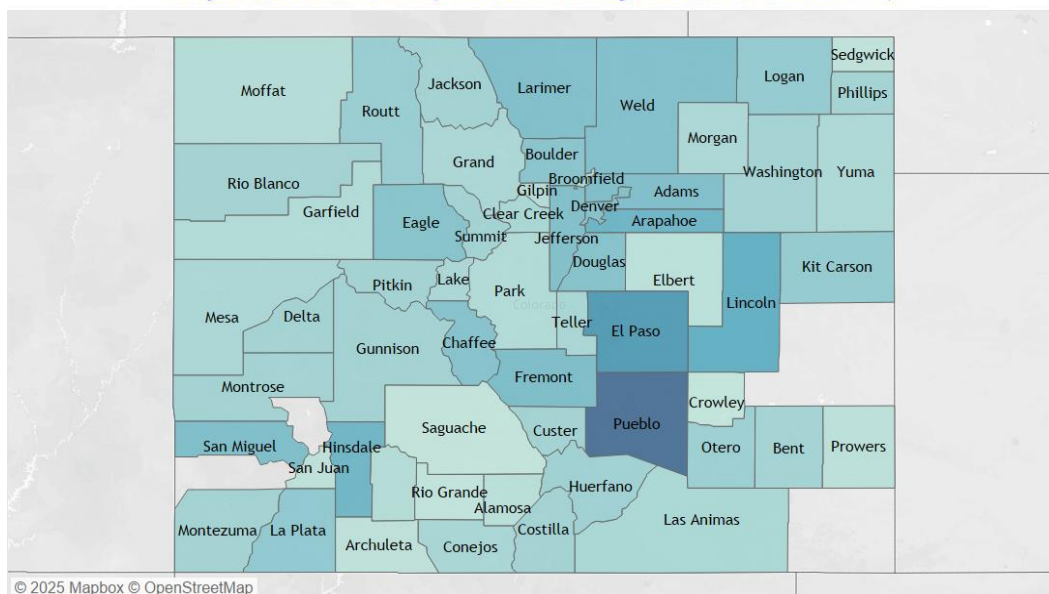 Sedgwick
Moffat
Jackson
Larimer
Logan
Phillips
Routt
Weld
Morgan
Boulder
Grand
Washington
Yuma
Rio Blanco
Broomfield
Gilpin
Adams
Garfield
Clear Creek
Denver
Eagle
Arapahoe
Summit
Jefferson
Douglas
Kit Carson
Lake
Elbert
Pitkin
Park
Lincoln
Colorado
Mesa
Delta
Teller
El Paso
Chaffee
Gunnison
Fremont
Montrose
Crowley
Pueblo
Saguache
Custer
San Miguel
Hinsdale
Otero
Bent
Prowers
San Juan
Huerfano
Rio Grande
Alamosa
Las Animas
Montezuma
La Plata
Costilla
Archuleta
Conejos
© 2025 Mapbox © OpenStreetMap